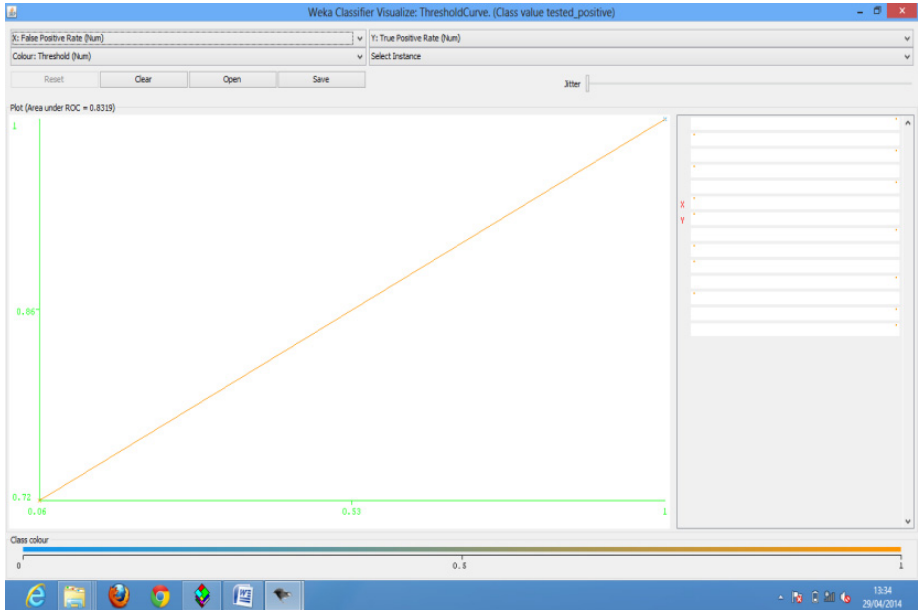 Weka Classifier Visualize: ThresholdCurve. (Class value tested_positive)
X: False Positive Rate (Num)
Y: True Positive Rate (Num)
Colour: Threshold (Num)
Select Instance
Reset
Clear
Open
Save
Jitter
Plot (Area under ROC = 0.8319)
1
0.86
0.72
0.06
0.53
1
X
Y
Class colour
0
0.5
1
13:34
29/04/2014